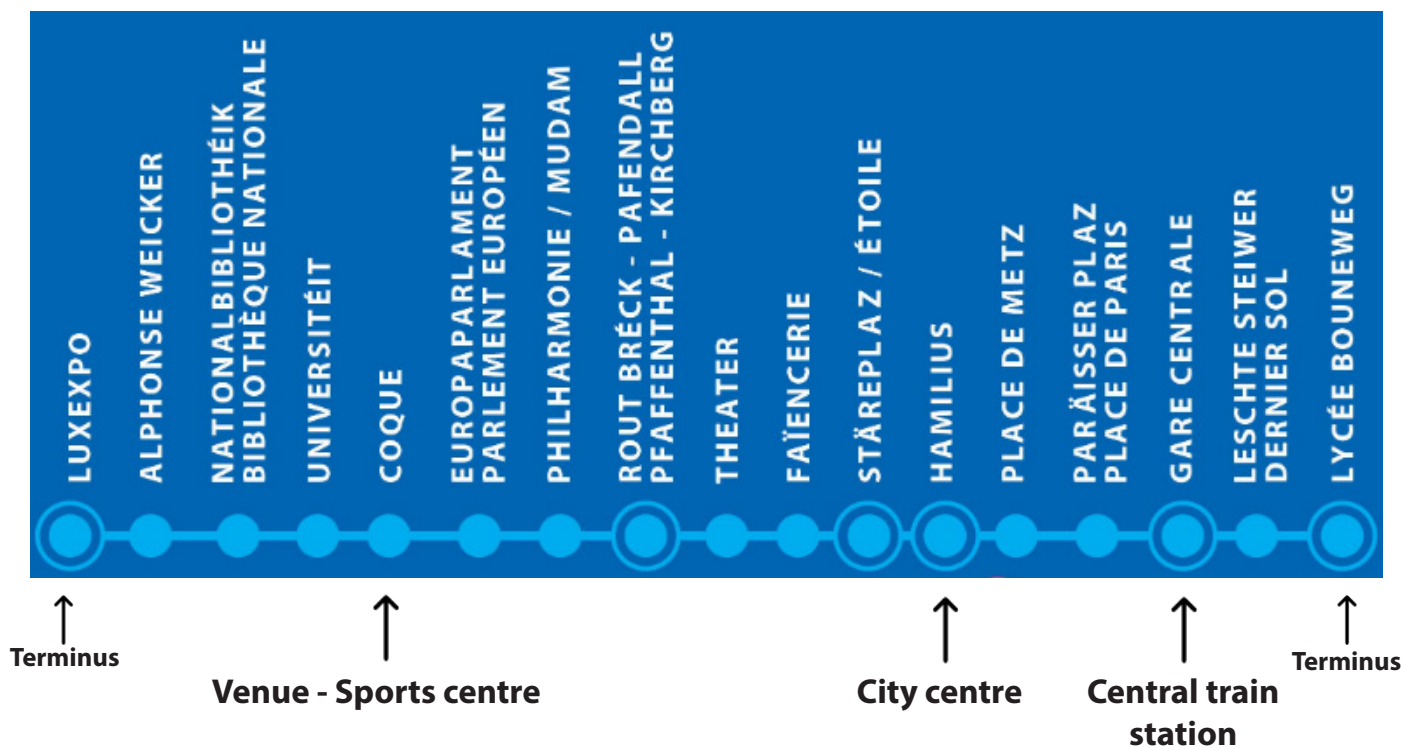 LUXEXPO
ALPHONSE WEICKER
NATIONALBIBLIOTHÉIK
BIBLIOTHÈQUE NATIONALE
UNIVERSITÉIT
COQUE
EUROPAPARLAMENT
PARLEMENT EUROPÉEN
PHILHARMONIE / MUDAM
ROUT BRÉCK - PAFENDALL
PFAFFENTHAL - KIRCHBERG
THEATER
FAÏENCERIE
STÄREPLAZ / ÉTOILE
HAMILIUS
PLACE DE METZ
PARÄISSER PLAZ
PLACE DE PARIS
GARE CENTRALE
LESCHTE STEIWER
DERNIER SOL
LYCÉE BOUNEWEG
Terminus
Venue - Sports centre
City centre
Central train
station
Terminus